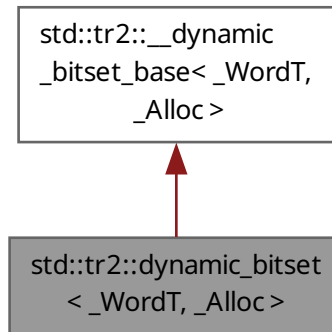 std::tr2::__dynamic
_bitset_base< _WordT,
_Alloc >
std::tr2::dynamic_bitset
< _WordT, _Alloc >